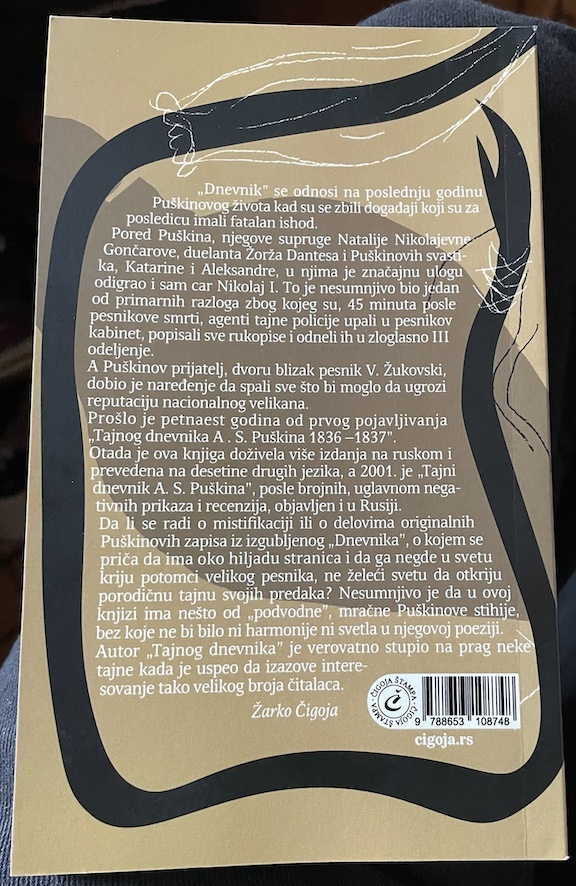 „Dnevnik” se odnosi na poslednju godinu
Puškinovog života kad su se zbili događaji koji su za
posledicu imali fatalan ishod.
Pored Puškina, njegove supruge Natalije Nikolajevne
Gončarove, duelanta Žorža Dantesa i Puškinovih svasti-
ka, Katarine i Aleksandre, u njima je značajnu ulogu
odigrao i sam car Nikolaj I. To je nesumnjivo bio jedan
od primarnih razloga zbog kojeg su, 45 minuta posle
pesnikove smrti, agenti tajne policije upali u pesnikov
kabinet, popisali sve rukopise i odneli ih u zloglasno III
odeljenje.
A Puškinov prijatelj, dvoru blizak pesnik V. Žukovski,
dobio je naređenje da spali sve što bi moglo da ugrozi
reputaciju nacionalnog velikana.
Prošlo je petnaest godina od prvog pojavljivanja
„Tajnog dnevnika A . S. Puškina 1836 –1837”.
Otada je ova knjiga doživela više izdanja na ruskom i
prevedena na desetine drugih jezika, a 2001. je „Tajni
dnevnik A. S. Puškina”, posle brojnih, uglavnom nega-
tivnih prikaza i recenzija, objavljen i u Rusiji.
Da li se radi o mistifikaciji ili o delovima originalnih
Puškinovih zapisa iz izgubljenog „Dnevnika”, o kojem se
priča da ima oko hiljadu stranica i da ga negde u svetu
kriju potomci velikog pesnika, ne želeći svetu da otkriju
porodičnu tajnu svojih predaka? Nesumnjivo je da u ovoj
knjizi ima nešto od „podvodne”, mračne Puškinove stihije,
bez koje ne bi bilo ni harmonije ni svetla u njegovoj poeziji.
Autor „Tajnog dnevnika” je verovatno stupio na prag neke
tajne kada je uspeo da izazove intere-
sovanje tako velikog broja čitalaca.
Žarko Čigoja
ČIGOJA ŠTAMPA · ČIGOJA ŠTAMPA ·
Č
9 788653 108748
cigoja.rs